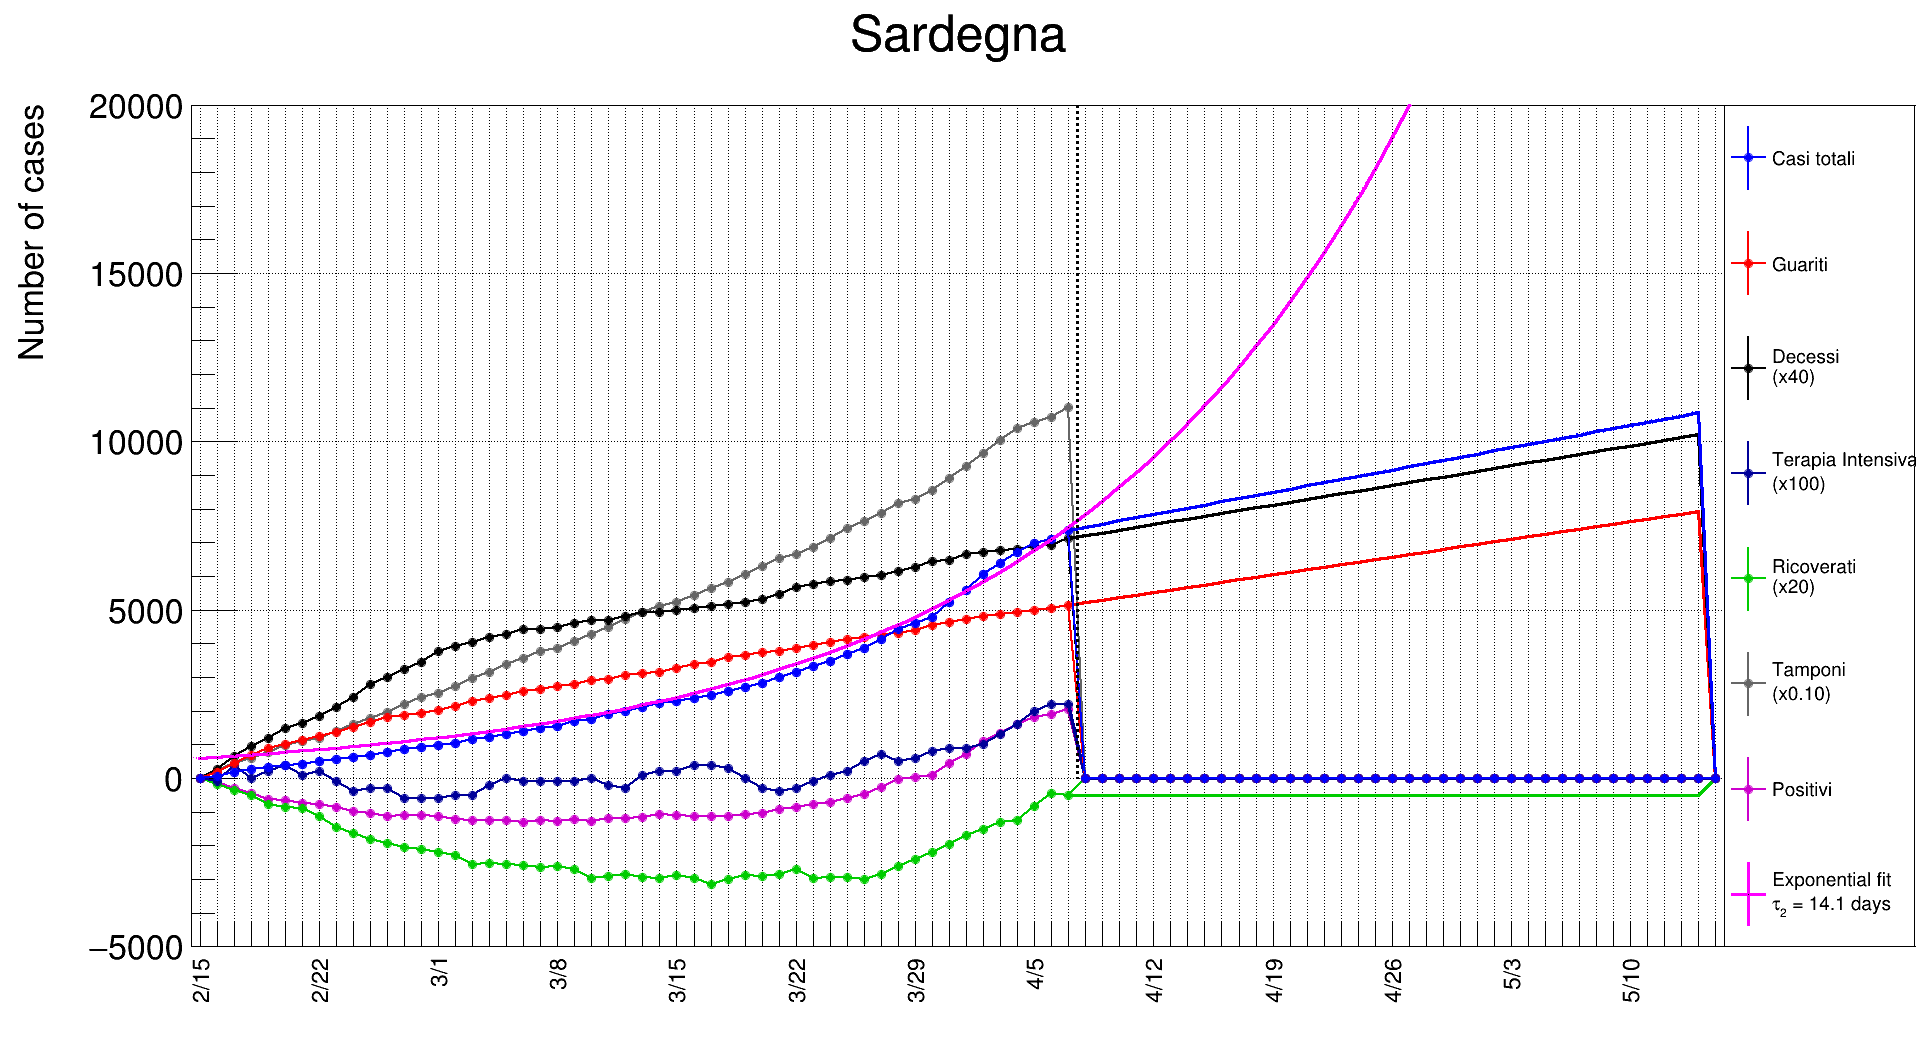 Sardegna
Number of cases
20000
15000
10000
5000
0
−5000
2/15
2/22
3/1
3/8
3/15
3/22
3/29
4/5
4/12
4/19
4/26
5/3
5/10
Casi totali
Guariti
Decessi
(x40)
Terapia Intensiva
(x100)
Ricoverati
(x20)
Tamponi
(x0.10)
Positivi
Exponential fit
τ2 = 14.1 days